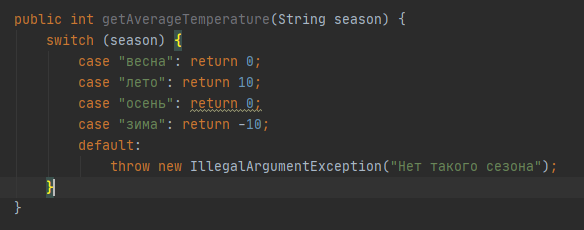 public int getAverageTemperature(String season) {
    switch (season) {
        case "весна": return 0;
        case "лето": return 10;
        case "осень": return 0;
        case "зима": return -10;
        default:
            throw new IllegalArgumentException("Нет такого сезона");
    }
}